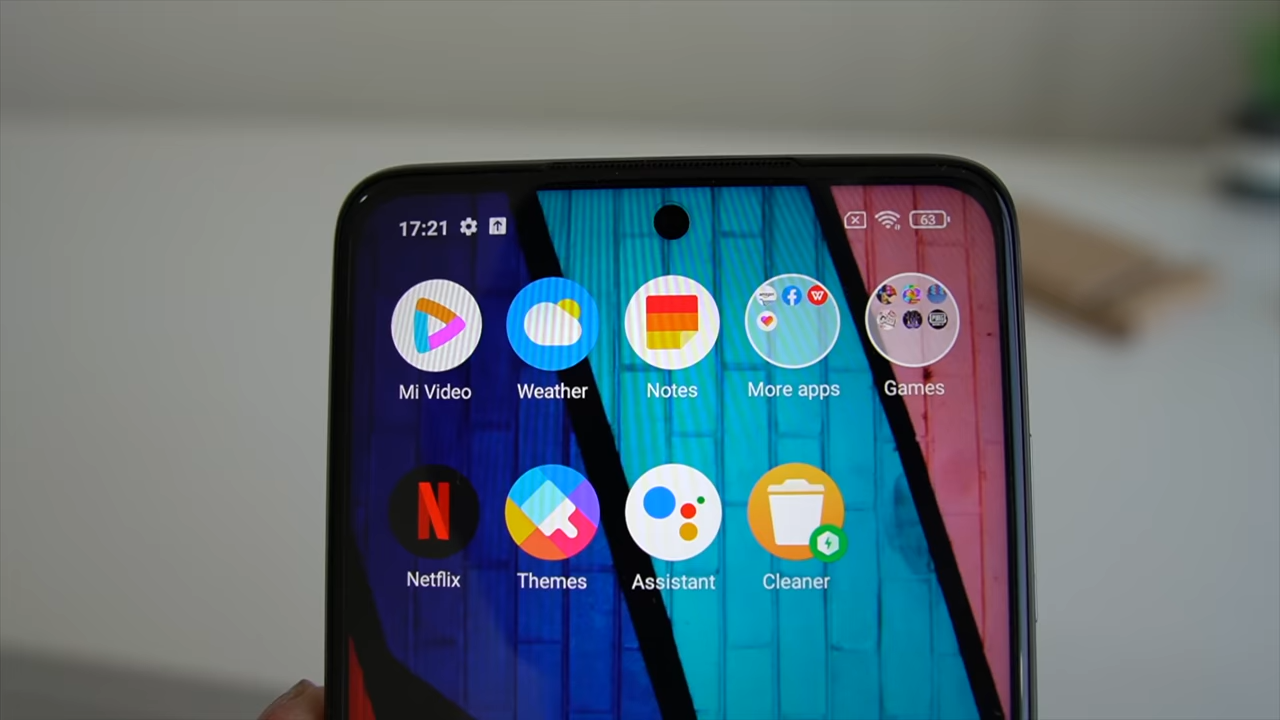 17:21 63
Mi Video Weather Notes More apps Games
Netflix Themes Assistant Cleaner